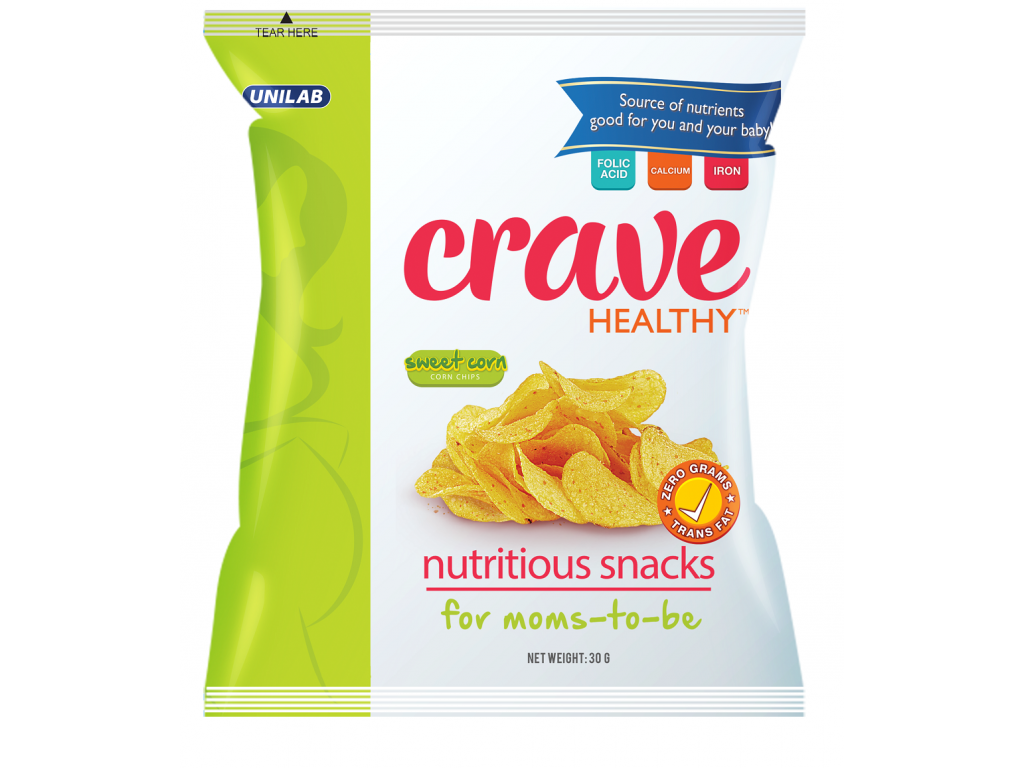 TEAR HERE
UNILAB
Source of nutrients
good for you and your baby!
FOLIC
ACID
CALCIUM
IRON
crave
HEALTHY™
sweet corn
CORN CHIPS
ZERO GRAMS
TRANS FAT
nutritious snacks
for moms-to-be
NET WEIGHT: 30 G